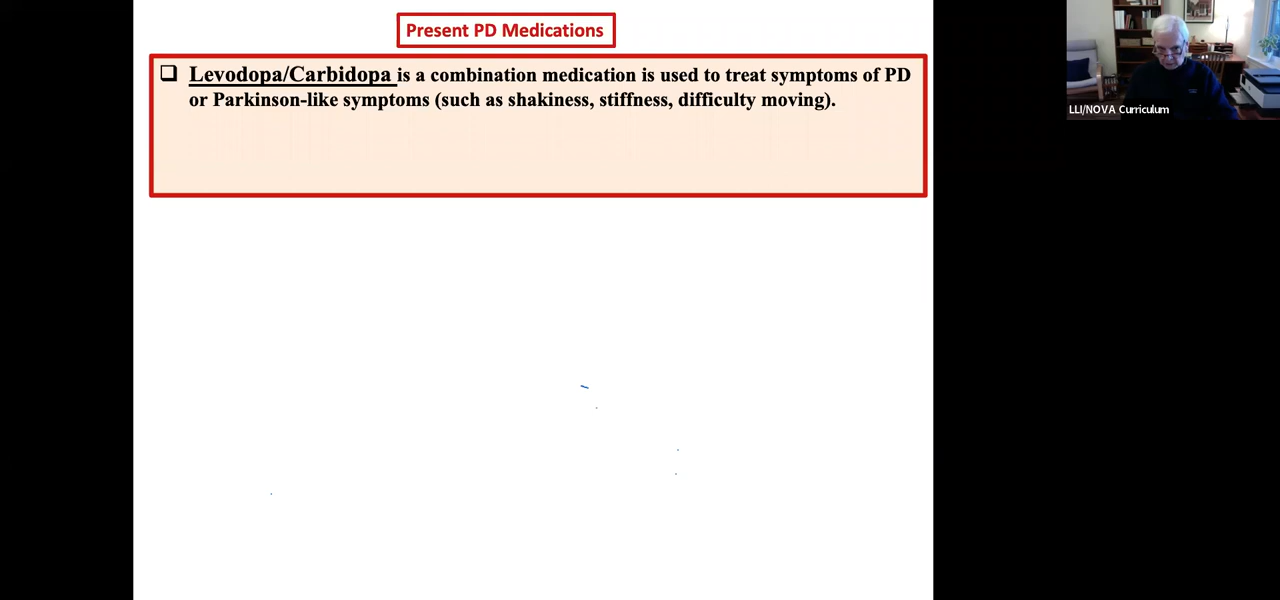 Present PD Medications
❑ Levodopa/Carbidopa is a combination medication is used to treat symptoms of PD
or Parkinson-like symptoms (such as shakiness, stiffness, difficulty moving).
LLI/NOVA Curriculum